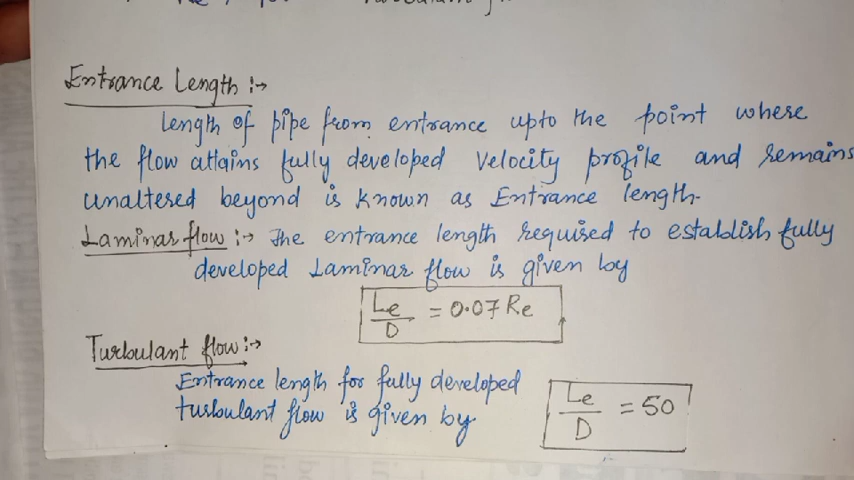 Entrance Length :→
Length of pipe from entrance upto the point where
the flow attains fully developed velocity profile and remains
unaltered beyond is known as Entrance length.
Laminar flow :→ The entrance length required to establish fully
developed Laminar flow is given by
Le/D = 0.07 Re
Turbulant flow :→
Entrance length for fully developed
turbulant flow is given by
Le/D = 50